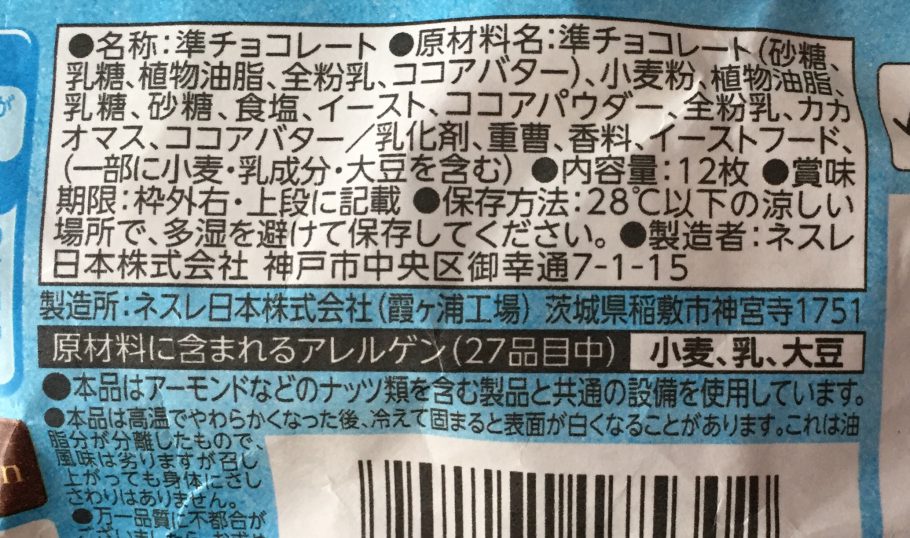 ●名称:準チョコレート ●原材料名:準チョコレート(砂糖、
乳糖、植物油脂、全粉乳、ココアバター)、小麦粉、植物油脂、
乳糖、砂糖、食塩、イースト、ココアパウダー、全粉乳、カカ
オマス、ココアバター/乳化剤、重曹、香料、イーストフード、
(一部に小麦・乳成分・大豆を含む) ●内容量:12枚 ●賞味
期限:枠外右・上段に記載 ●保存方法:28℃以下の涼しい
場所で、多湿を避けて保存してください。 ●製造者:ネスレ
日本株式会社 神戸市中央区御幸通7-1-15
製造所:ネスレ日本株式会社(霞ヶ浦工場) 茨城県稲敷市神宮寺1751
原材料に含まれるアレルゲン(27品目中) 小麦、乳、大豆
●本品はアーモンドなどのナッツ類を含む製品と共通の設備を使用しています。
●本品は高温でやわらかくなった後、冷えて固まると表面が白くなることがあります。これは油
脂分が分離したもので、
風味は劣りますが召し
上がっても身体にさし
さわりはありません。
●万一品質に不都合が